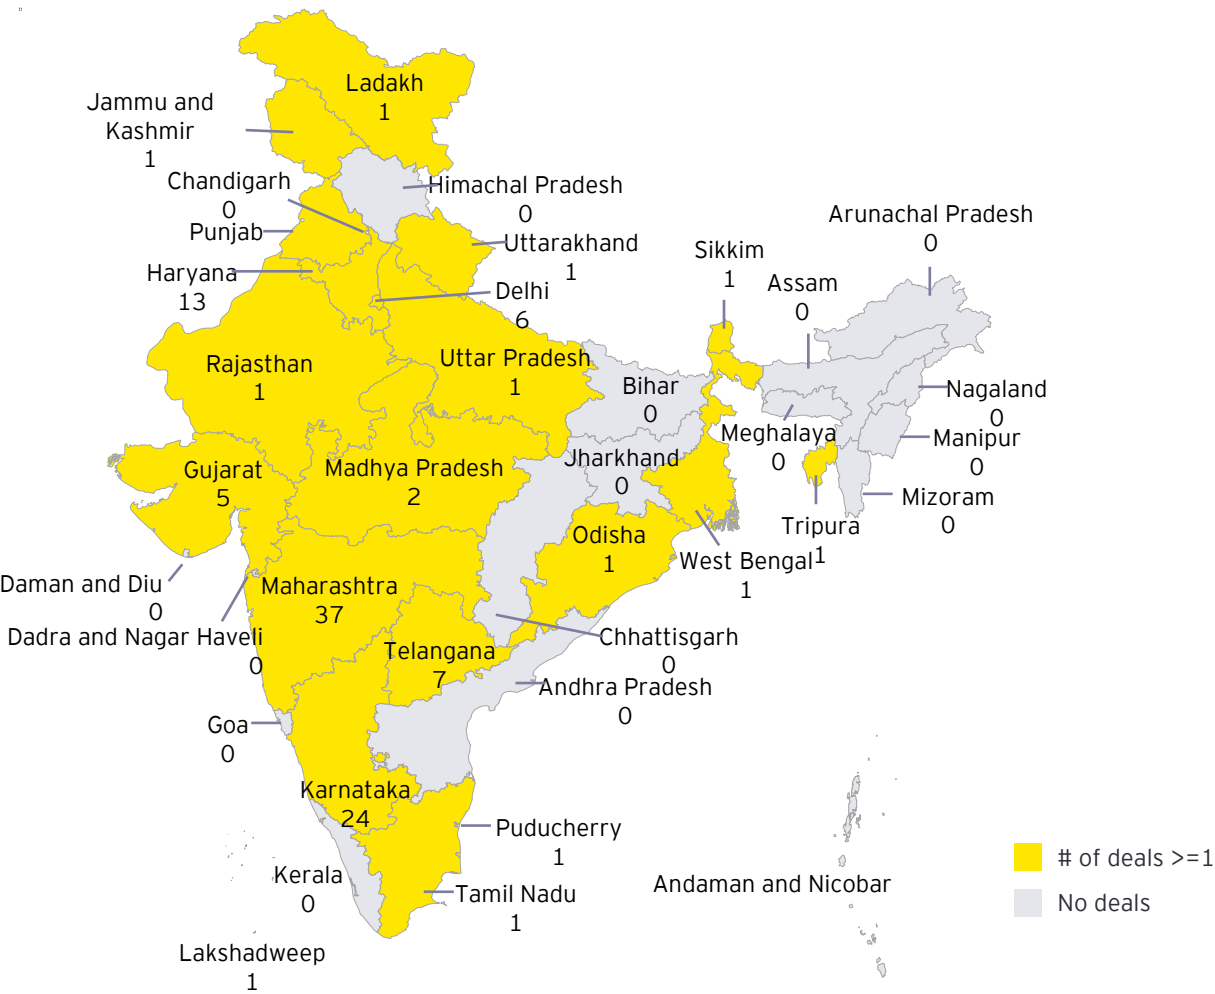 Ladakh
1
Jammu and
Kashmir
1
Chandigarh
0
Himachal Pradesh
0
Punjab
Uttarakhand
1
Haryana
13
Delhi
6
Arunachal Pradesh
0
Sikkim
1
Assam
0
Rajasthan
1
Uttar Pradesh
1
Bihar
0
Nagaland
0
Meghalaya
0
Manipur
0
Gujarat
5
Madhya Pradesh
2
Jharkhand
0
Mizoram
0
Tripura
1
Odisha
1
West Bengal
1
Daman and Diu
0
Maharashtra
37
Dadra and Nagar Haveli
0
Chhattisgarh
0
Telangana
7
Andhra Pradesh
0
Goa
0
Karnataka
24
Puducherry
1
Kerala
0
Tamil Nadu
1
Andaman and Nicobar
Lakshadweep
1
# of deals >=1
No deals